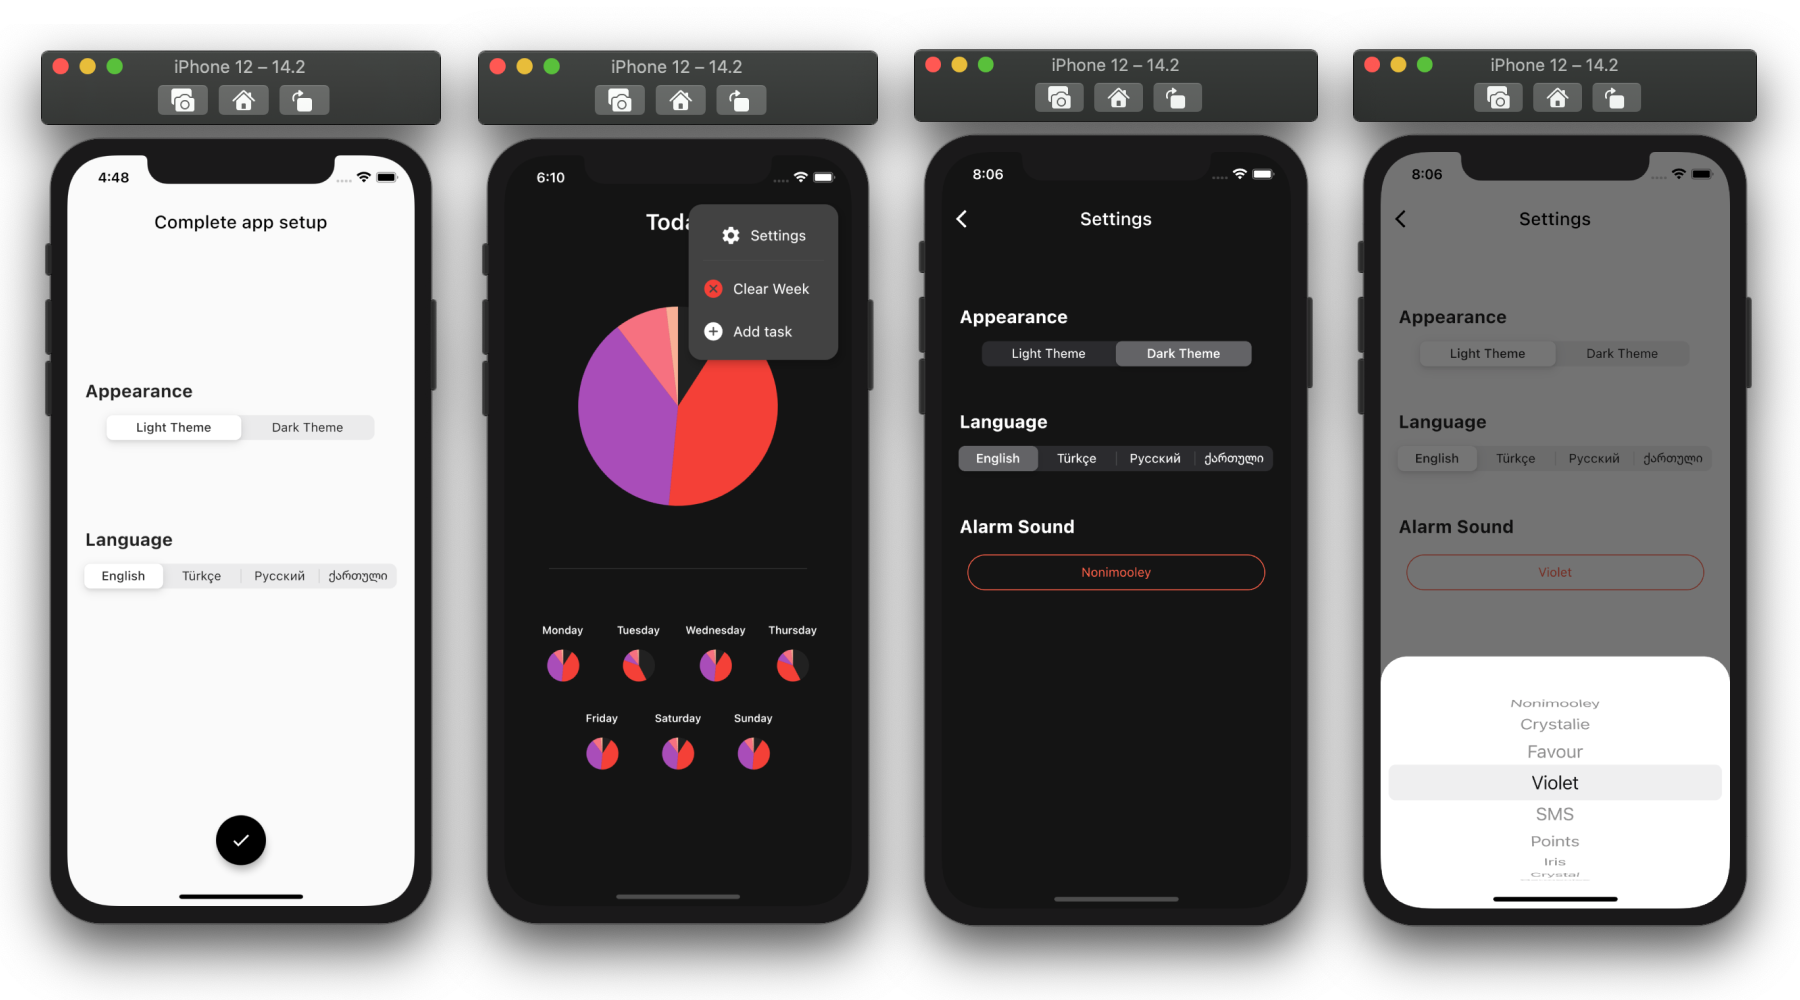 iPhone 12 – 14.2
4:48
Complete app setup
Appearance
Light Theme
Dark Theme
Language
English
Türkçe
Русский
ქართული
iPhone 12 – 14.2
6:10
Settings
Clear Week
Add task
Monday
Tuesday
Wednesday
Thursday
Friday
Saturday
Sunday
iPhone 12 – 14.2
8:06
Settings
Appearance
Light Theme
Dark Theme
Language
English
Türkçe
Русский
ქართული
Alarm Sound
Nonimooley
iPhone 12 – 14.2
8:06
Settings
Appearance
Light Theme
Dark Theme
Language
English
Türkçe
Русский
ქართული
Alarm Sound
Violet
Nonimooley
Crystalie
Favour
Violet
SMS
Points
Iris
Crystal